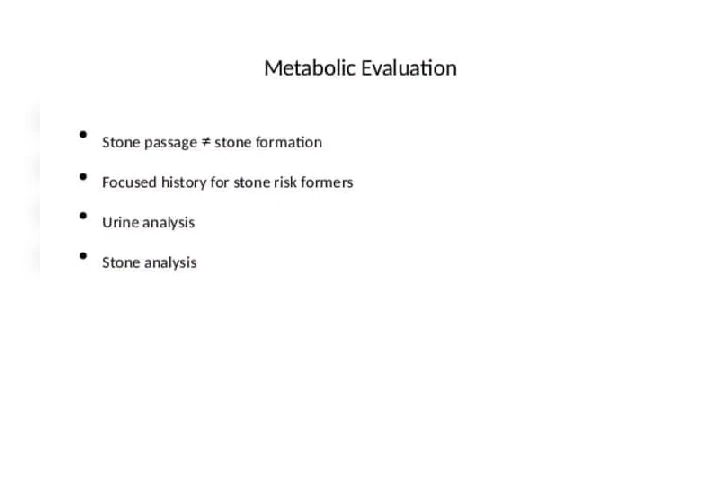 Metabolic Evaluation
• Stone passage ≠ stone formation
• Focused history for stone risk formers
• Urine analysis
• Stone analysis